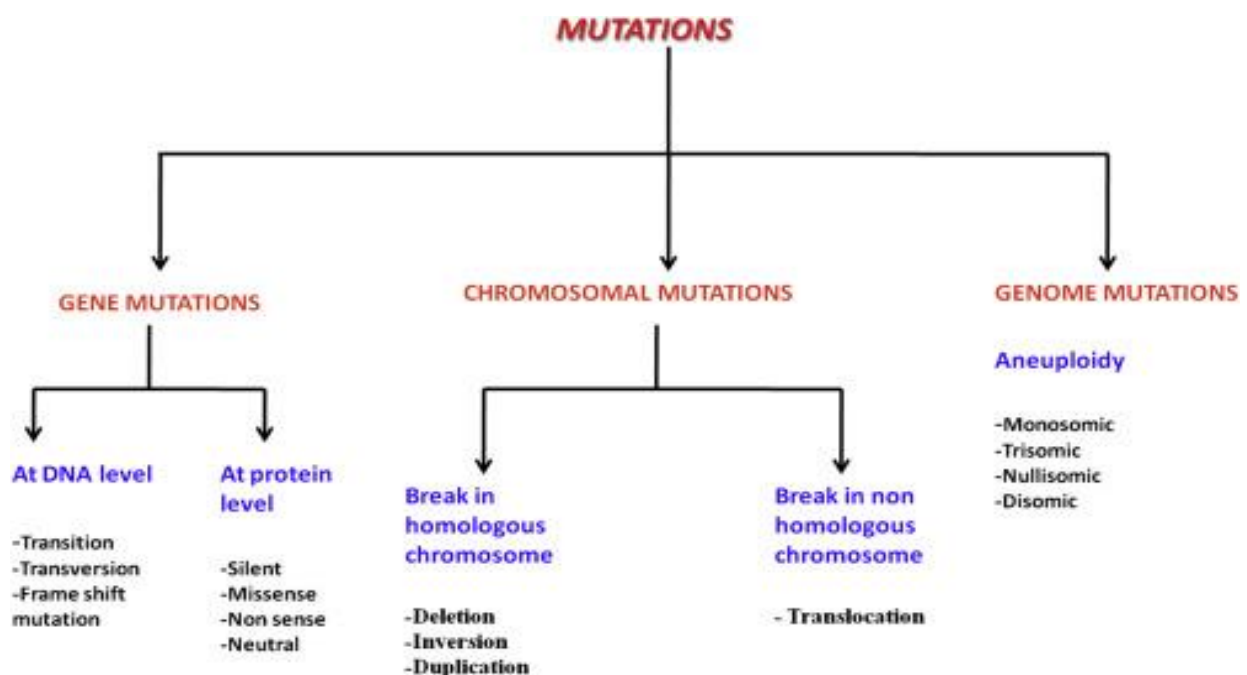 MUTATIONS
GENE MUTATIONS
CHROMOSOMAL MUTATIONS
GENOME MUTATIONS
At DNA level
-Transition
-Transversion
-Frame shift
mutation
At protein
level
-Silent
-Missense
-Non sense
-Neutral
Break in
homologous
chromosome
-Deletion
-Inversion
-Duplication
Break in non
homologous
chromosome
- Translocation
Aneuploidy
-Monosomic
-Trisomic
-Nullisomic
-Disomic